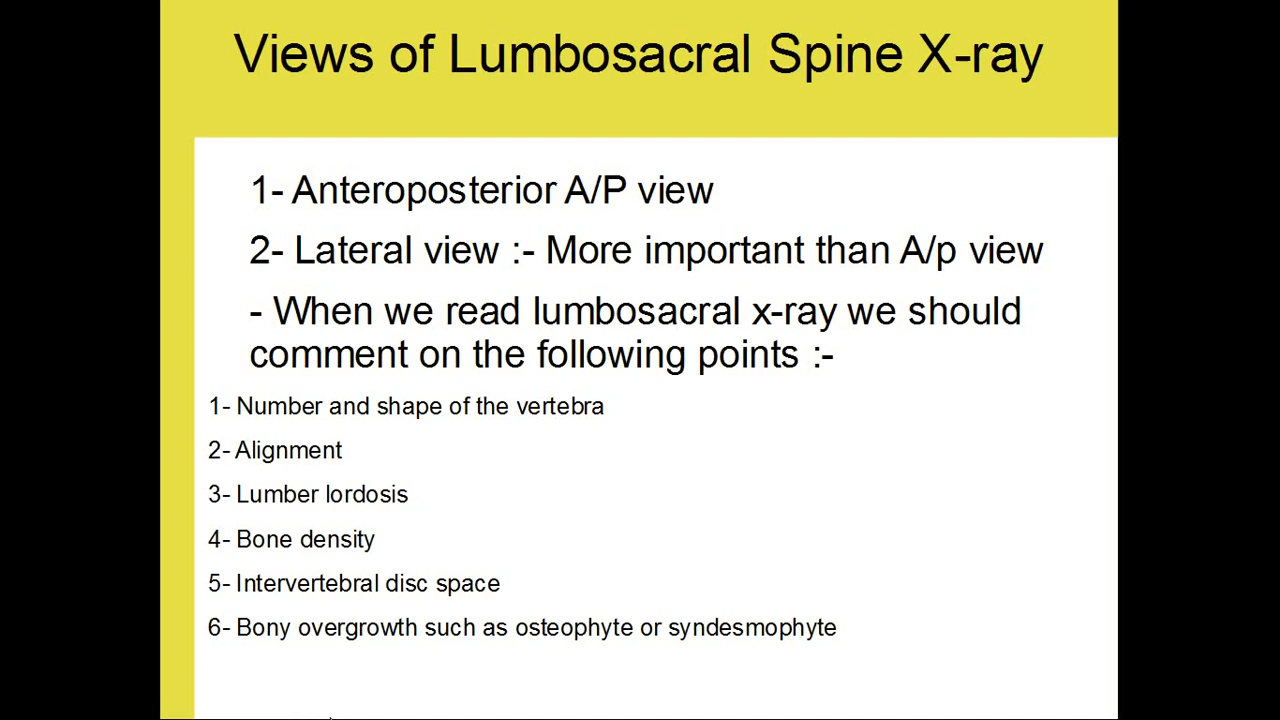 Views of Lumbosacral Spine X-ray
1- Anteroposterior A/P view
2- Lateral view :- More important than A/p view
- When we read lumbosacral x-ray we should
comment on the following points :-
1- Number and shape of the vertebra
2- Alignment
3- Lumber lordosis
4- Bone density
5- Intervertebral disc space
6- Bony overgrowth such as osteophyte or syndesmophyte